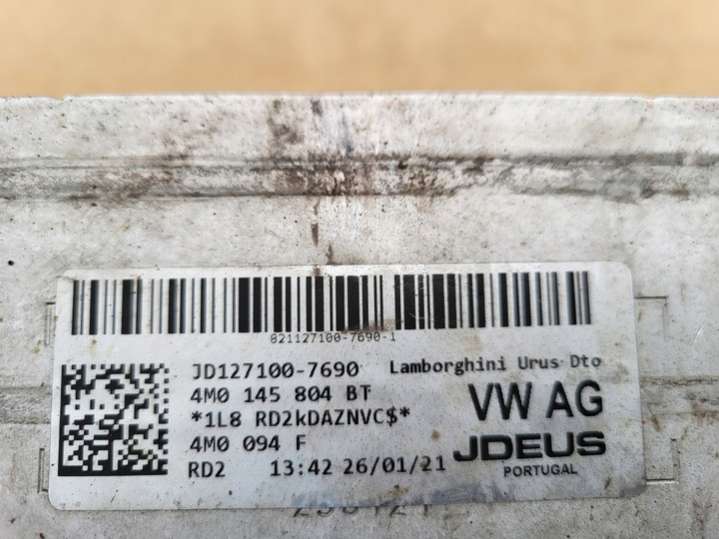 821127100-7690-1
JD127100-7690 Lamborghini Urus Dto
4M0 145 804 BT
*1L8 RD2kDAZNVC$*
VW AG
4M0 094 F
JDEUS
RD2 13:42 26/01/21
PORTUGAL